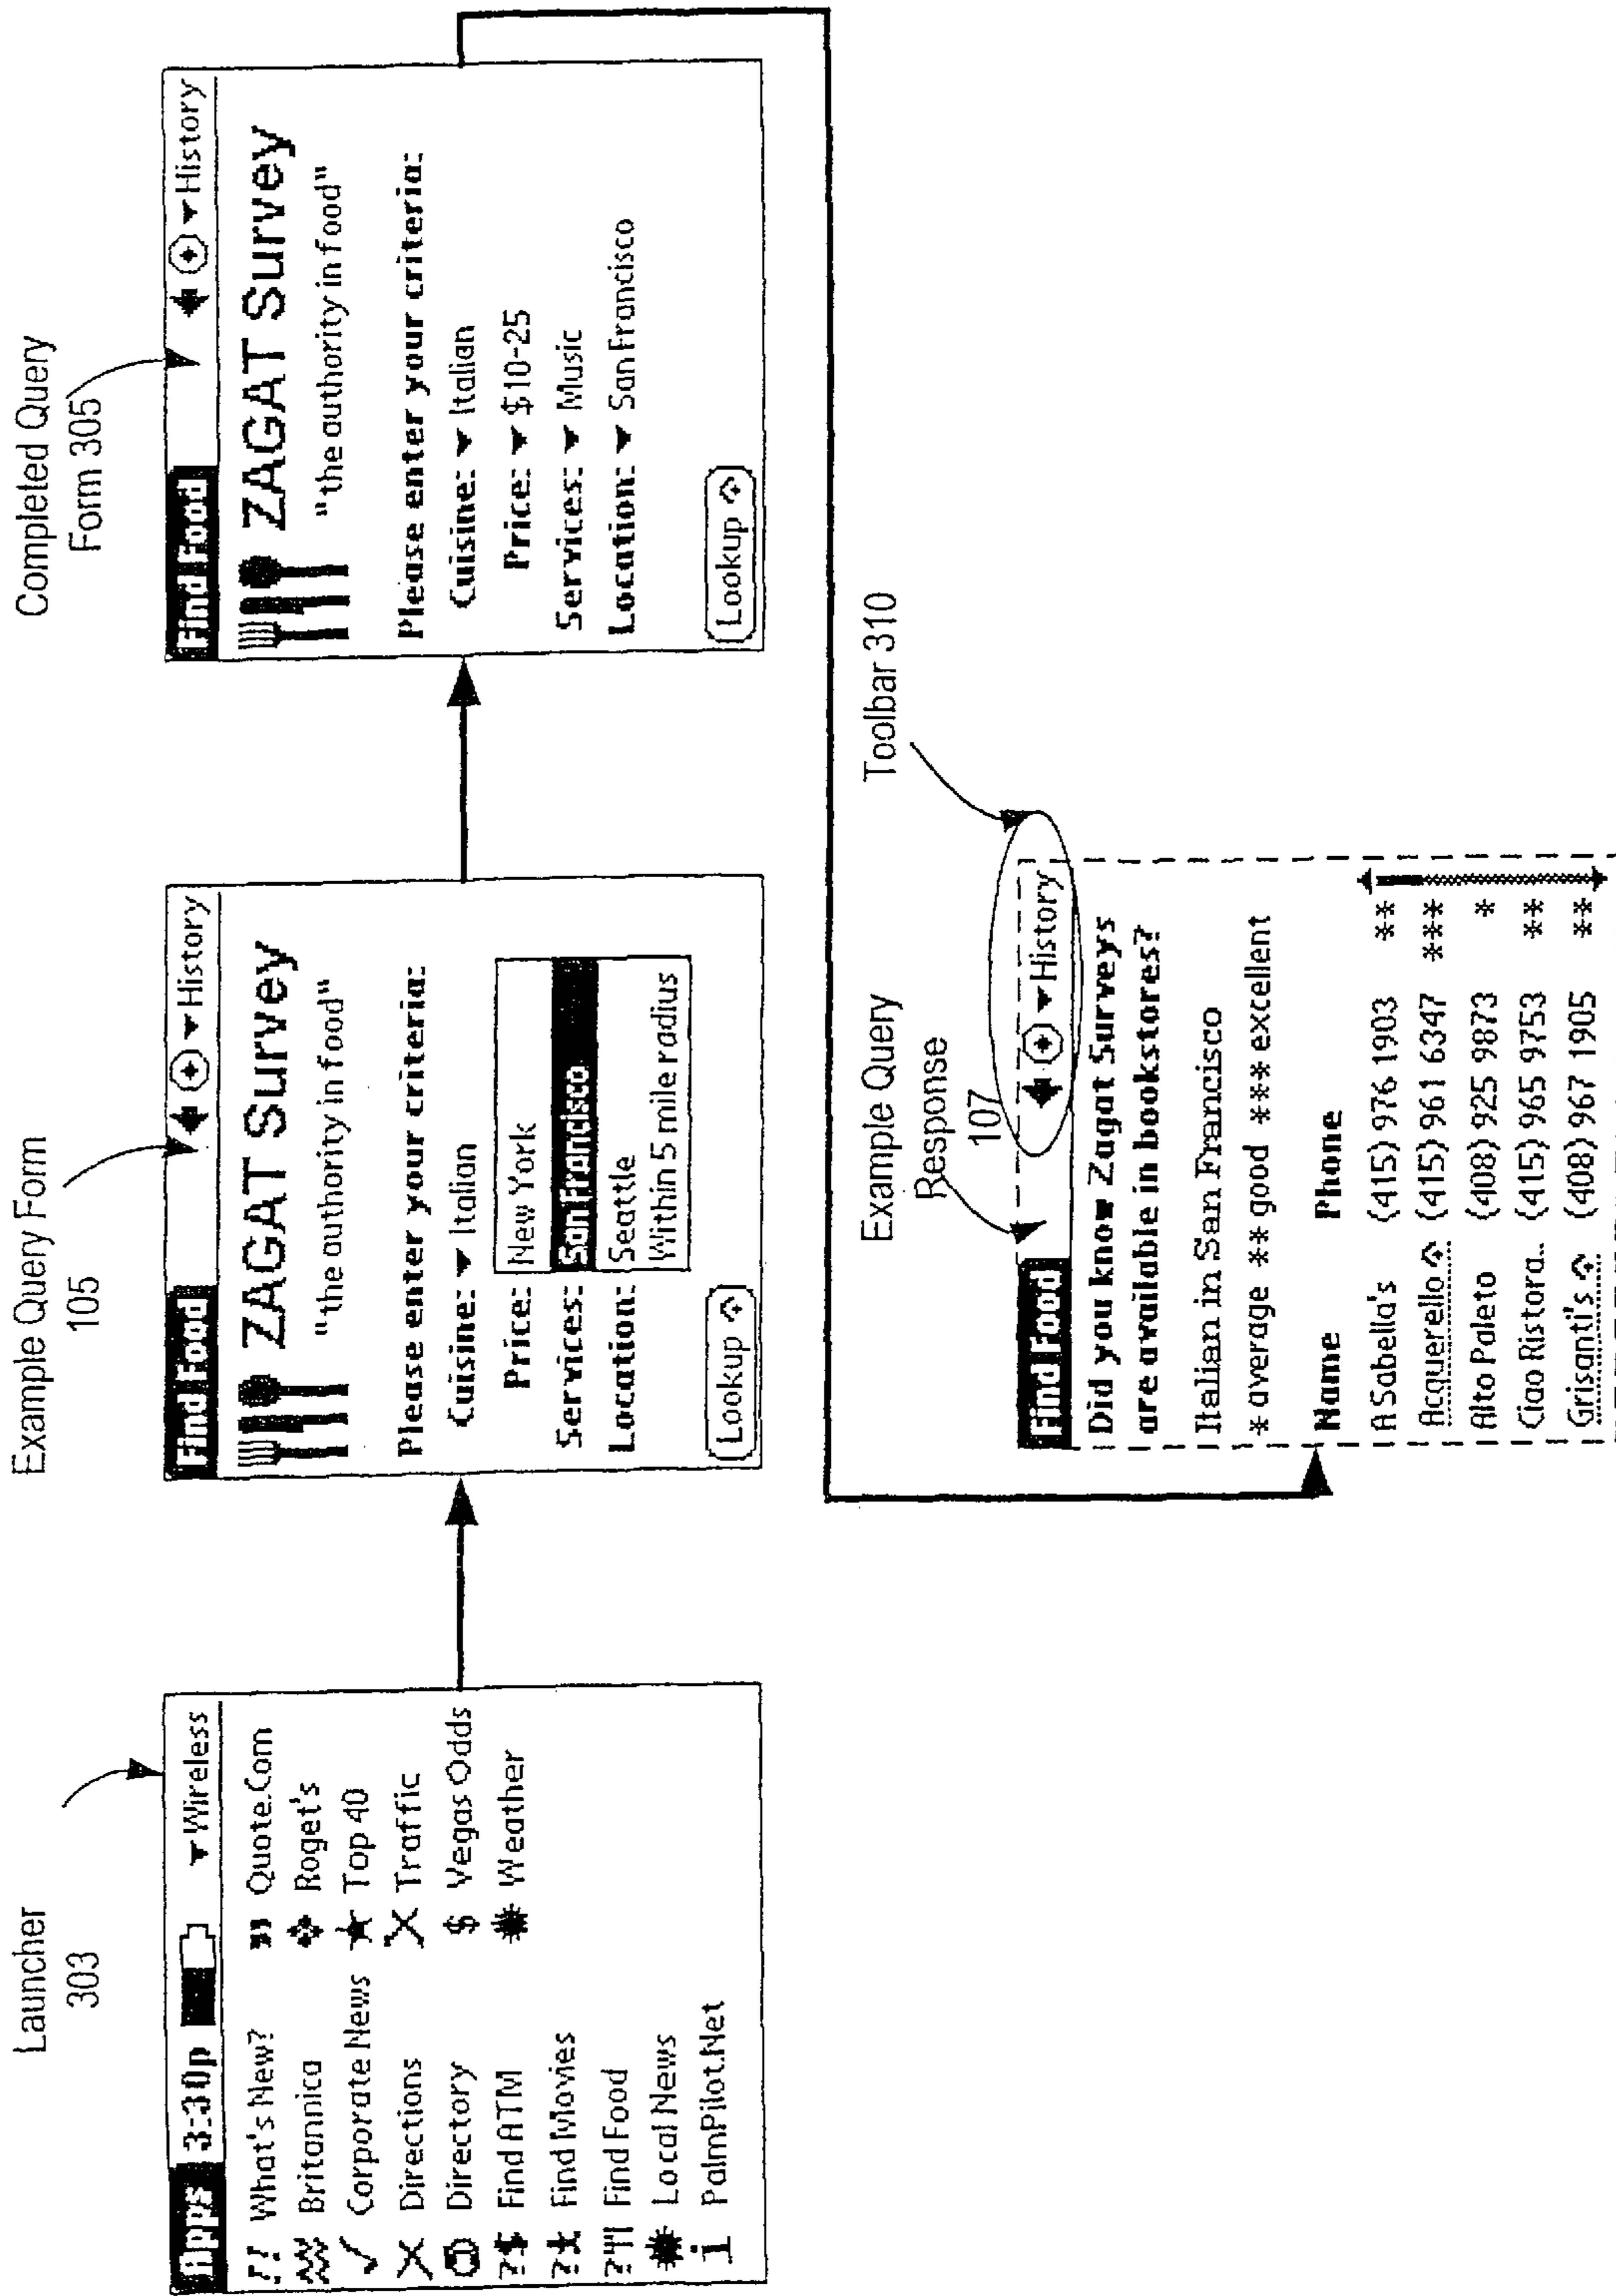 Launcher
303
Apps 3:30p Wireless
?? What's New?
Britannica
Corporate News
Directions
Directory
?$ Find ATM
? Find Movies
? Find Food
Local News
i PalmPilot.Net
" Quote.Com
Roget's
Top 40
Traffic
$ Vegas Odds
Weather
Example Query Form
105
Find Food History
ZAGAT Survey
"the authority in food"
Please enter your criteria:
Cuisine: Italian
Price:
Services:
Location:
New York
San Francisco
Seattle
Within 5 mile radius
Lookup
Completed Query
Form 305
Find Food History
ZAGAT Survey
"the authority in food"
Please enter your criteria:
Cuisine: Italian
Price: $10-25
Services: Music
Location: San Francisco
Lookup
Example Query
Response
107
Toolbar 310
Find Food History
Did you know Zagat Surveys
are available in bookstores?
Italian in San Francisco
* average ** good *** excellent
Name Phone
A Sabella's (415) 976 1903 **
Acquerello (415) 961 6347 ***
Alto Paleto (408) 925 9873 *
Ciao Ristora.. (415) 965 9753 **
Grisanti's (408) 967 1905 **